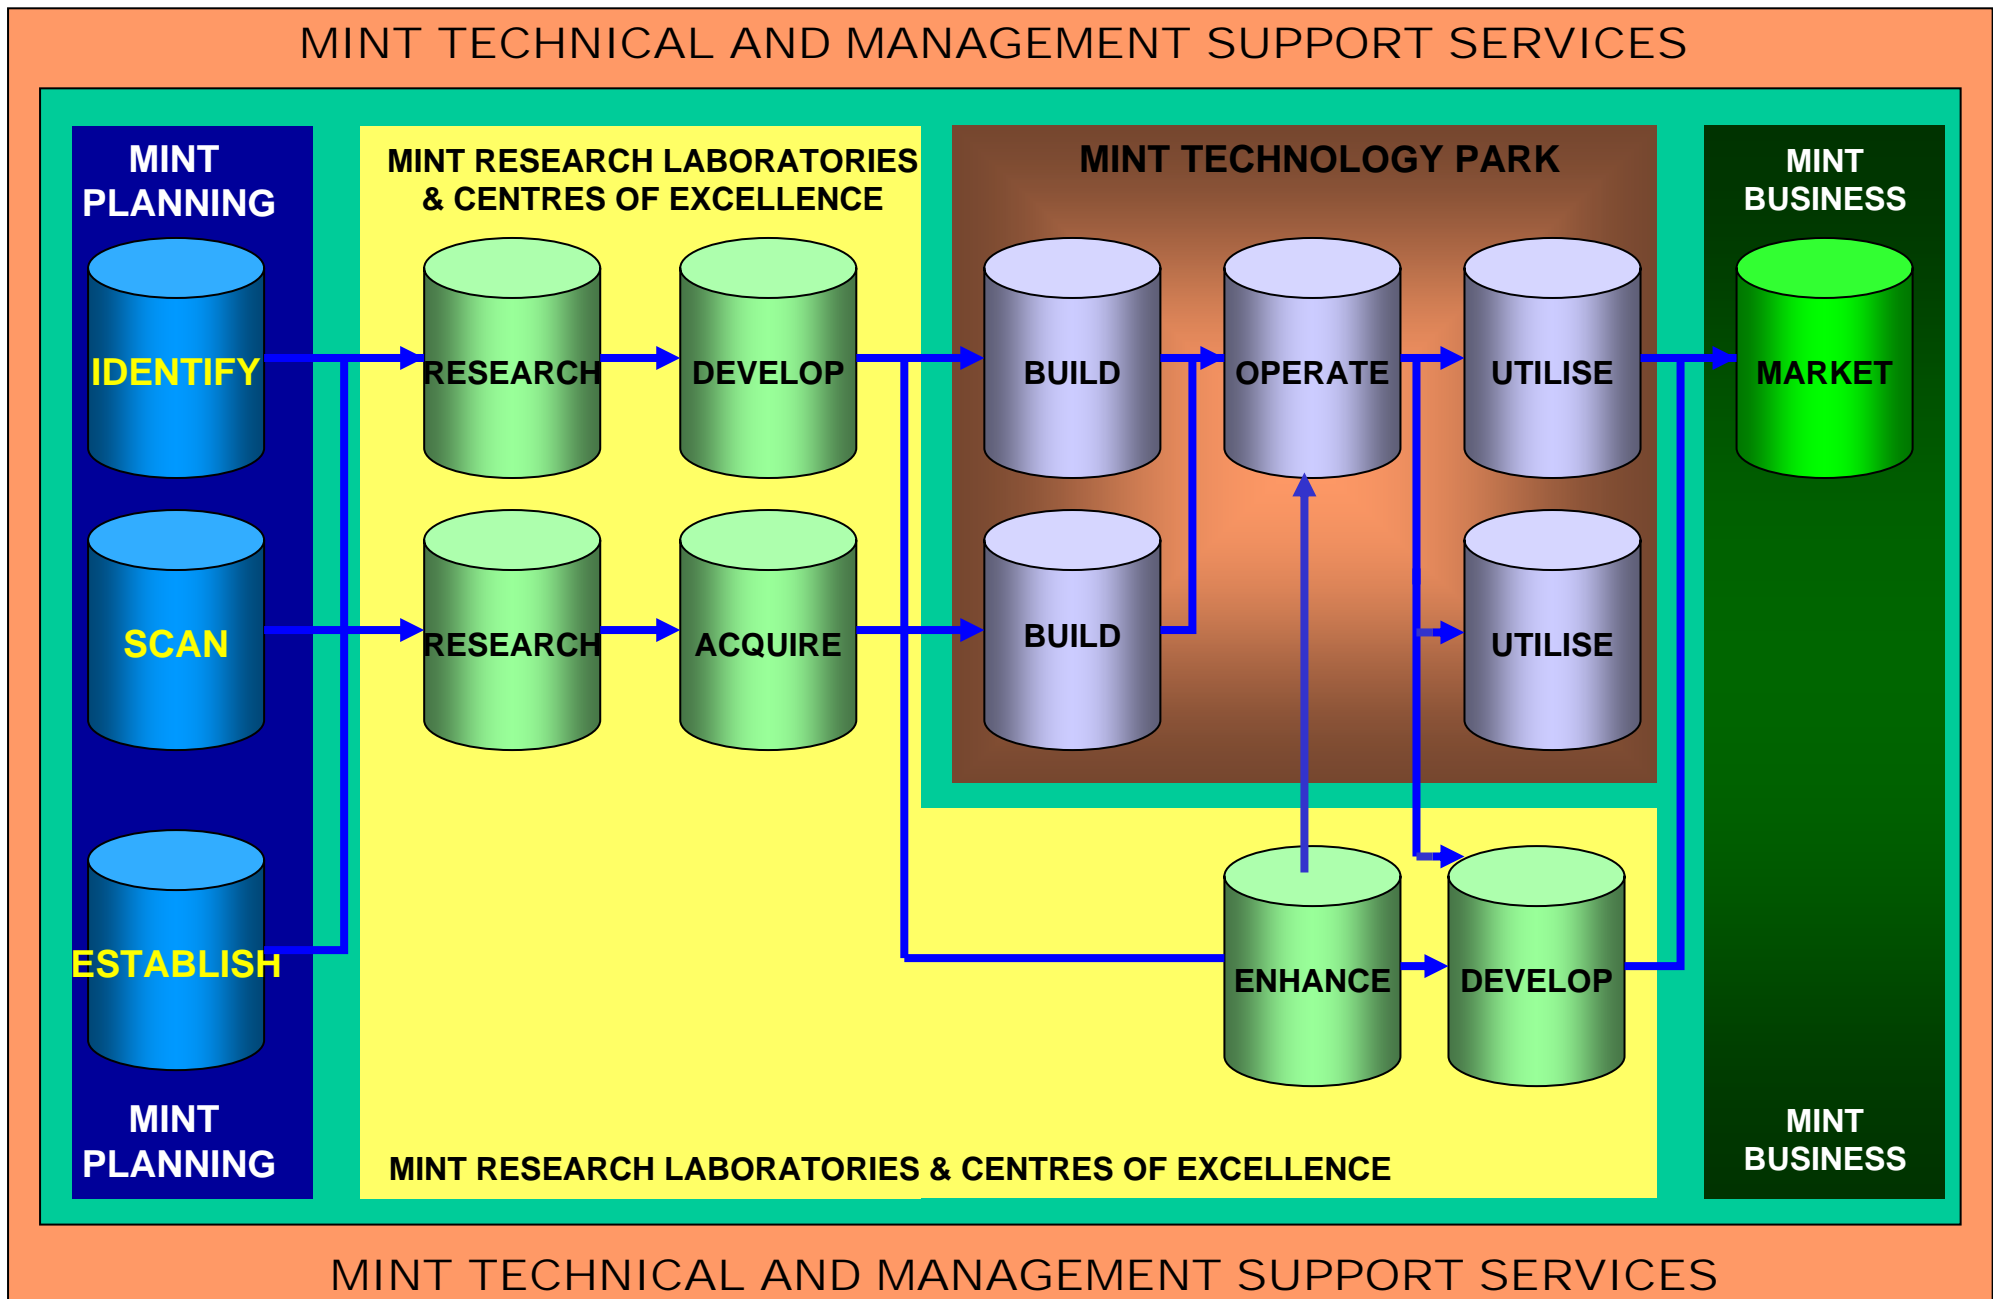 MINT TECHNICAL AND MANAGEMENT SUPPORT SERVICES
MINT
PLANNING
MINT RESEARCH LABORATORIES
& CENTRES OF EXCELLENCE
MINT TECHNOLOGY PARK
MINT
BUSINESS
IDENTIFY
RESEARCH
DEVELOP
BUILD
OPERATE
UTILISE
MARKET
SCAN
RESEARCH
ACQUIRE
BUILD
UTILISE
ESTABLISH
ENHANCE
DEVELOP
MINT
PLANNING
MINT RESEARCH LABORATORIES & CENTRES OF EXCELLENCE
MINT
BUSINESS
MINT TECHNICAL AND MANAGEMENT SUPPORT SERVICES